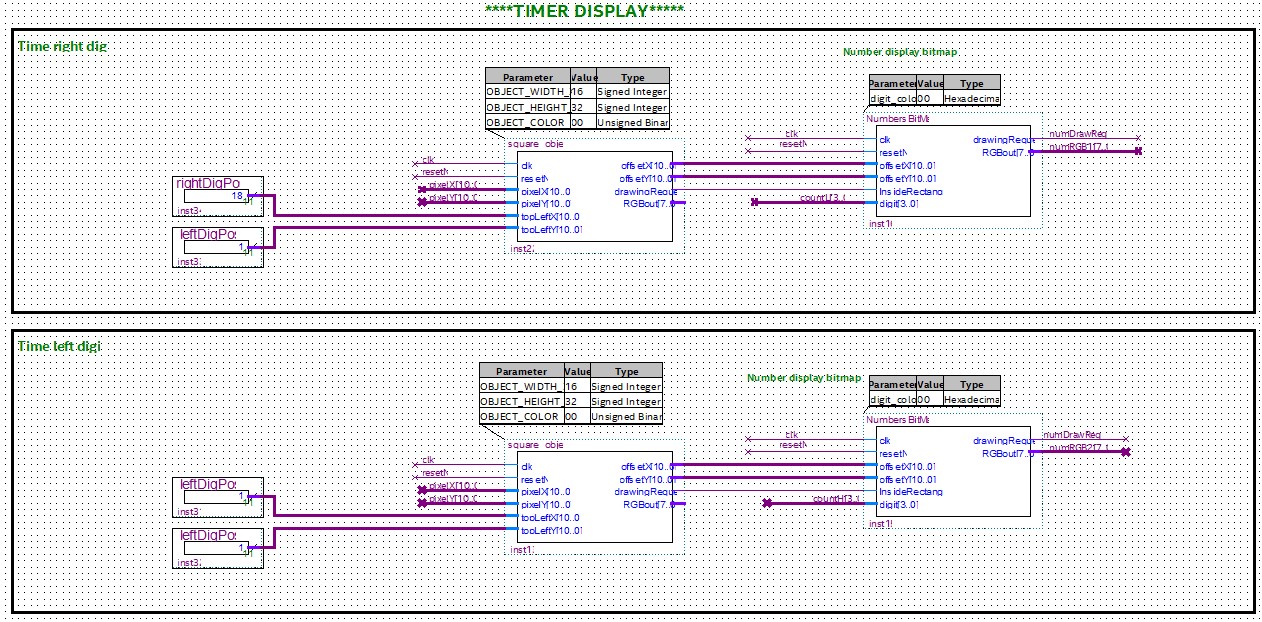 ****TIMER DISPLAY*****
Time right dig
Number display bitmap
Parameter Value Type
OBJECT_WIDTH_ 16 Signed Integer
OBJECT_HEIGHT 32 Signed Integer
OBJECT_COLOR 00 Unsigned Binar
Parameter Value Type
digit_colo 00 Hexadecima
square_obje
clk
resetN
pixelX[10..0
pixelY[10..0
clk
resetN
pixelX[10..0
pixelY[10..0
topLeftX[10..0
topLeftY[10..0]
offsetX[10..0
offsetY[10..0
drawingReque
RGBout[7..0
inst2
rightDigPo
18
inst3
leftDigPo
1
inst3
Numbers BitMa
clk
resetN
countL[3..0
clk
resetN
offsetX[10..0]
offsetY[10..0]
InsideRectang
digit[3..0]
drawingReque
RGBout[7..0
numDrawReq
numRGB1[7..0
Time left digi
Number display bitmap
Parameter Value Type
OBJECT_WIDTH_ 16 Signed Integer
OBJECT_HEIGHT 32 Signed Integer
OBJECT_COLOR 00 Unsigned Binar
Parameter Value Type
digit_colo 00 Hexadecima
square_obje
clk
resetN
pixelX[10..0
pixelY[10..0
clk
resetN
pixelX[10..0
pixelY[10..0
topLeftX[10..0
topLeftY[10..0]
offsetX[10..0
offsetY[10..0
drawingReque
RGBout[7..0
inst1
leftDigPo
1
inst3
leftDigPo
1
inst3
Numbers BitMa
clk
resetN
countH[3..0
clk
resetN
offsetX[10..0]
offsetY[10..0]
InsideRectang
digit[3..0]
drawingReque
RGBout[7..0
numDrawReq
numRGB2[7..0
inst1